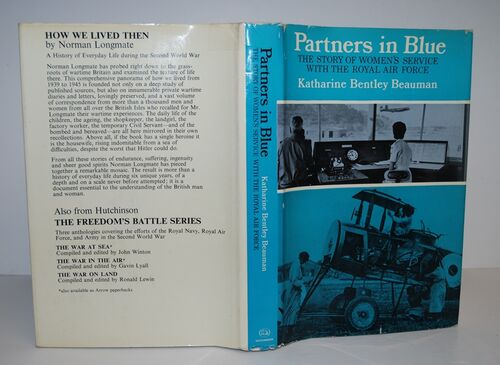 HOW WE LIVED THEN
by Norman Longmate
A History of Everyday Life during the Second World War
Norman Longmate has probed right down to the grass-
roots of wartime Britain and examined the texture of life
there. This comprehensive panorama of how we lived from
1939 to 1945 is founded not only on a deep study of
published sources, but also on innumerable private wartime
diaries and letters, lovingly preserved, and a vast volume
of correspondence from more than a thousand men and
women from all over the British Isles who recalled for Mr.
Longmate their wartime experiences. The daily life of the
children, the ageing, the shopkeeper, the landgirl, the
factory worker, the temporary Civil Servant—and of the
bombed and bereaved—are all here mirrored in their own
recollections. Above all, if the book has a single heroine it
is the housewife, rising indomitable from a sea of
difficulties, despite the worst that Hitler could do.
From all these stories of endurance, suffering, ingenuity
and sheer good spirits Norman Longmate has pieced
together a remarkable mosaic. The result is more than a
history of everyday life during six unique years, of a
depth and on a scale never before attempted; it is a
document essential to the understanding of the British man
and woman.
Also from Hutchinson
THE FREEDOM'S BATTLE SERIES
Three anthologies covering the efforts of the Royal Navy, Royal Air
Force, and Army in the Second World War
THE WAR AT SEA*
Compiled and edited by John Winton
THE WAR IN THE AIR*
Compiled and edited by Gavin Lyall
THE WAR ON LAND
Compiled and edited by Ronald Lewin
*also available as Arrow paperbacks
Partners in Blue
THE STORY OF WOMEN'S SERVICE WITH THE ROYAL AIR FORCE
Katharine Bentley Beauman
HUTCHINSON
Partners in Blue
THE STORY OF WOMEN'S SERVICE
WITH THE ROYAL AIR FORCE
Katharine Bentley Beauman